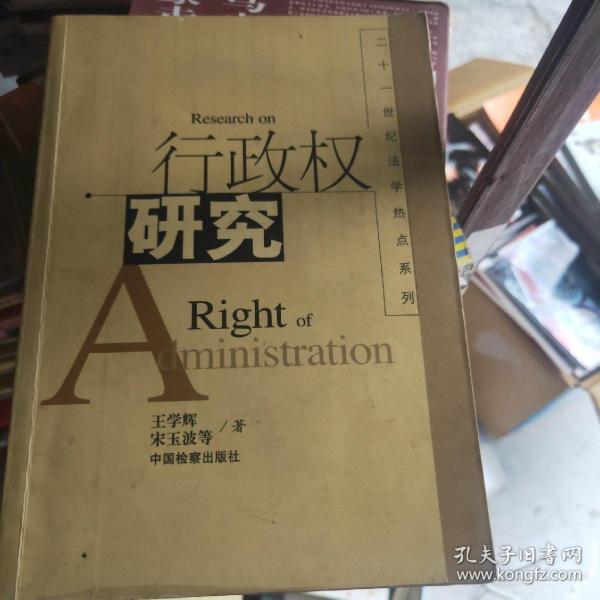 二十一世纪法学热点系列
Research on
行政权
研究
Right of
Administration
王学辉
宋玉波等/著
中国检察出版社
孔夫子旧书网
www.kongfz.com